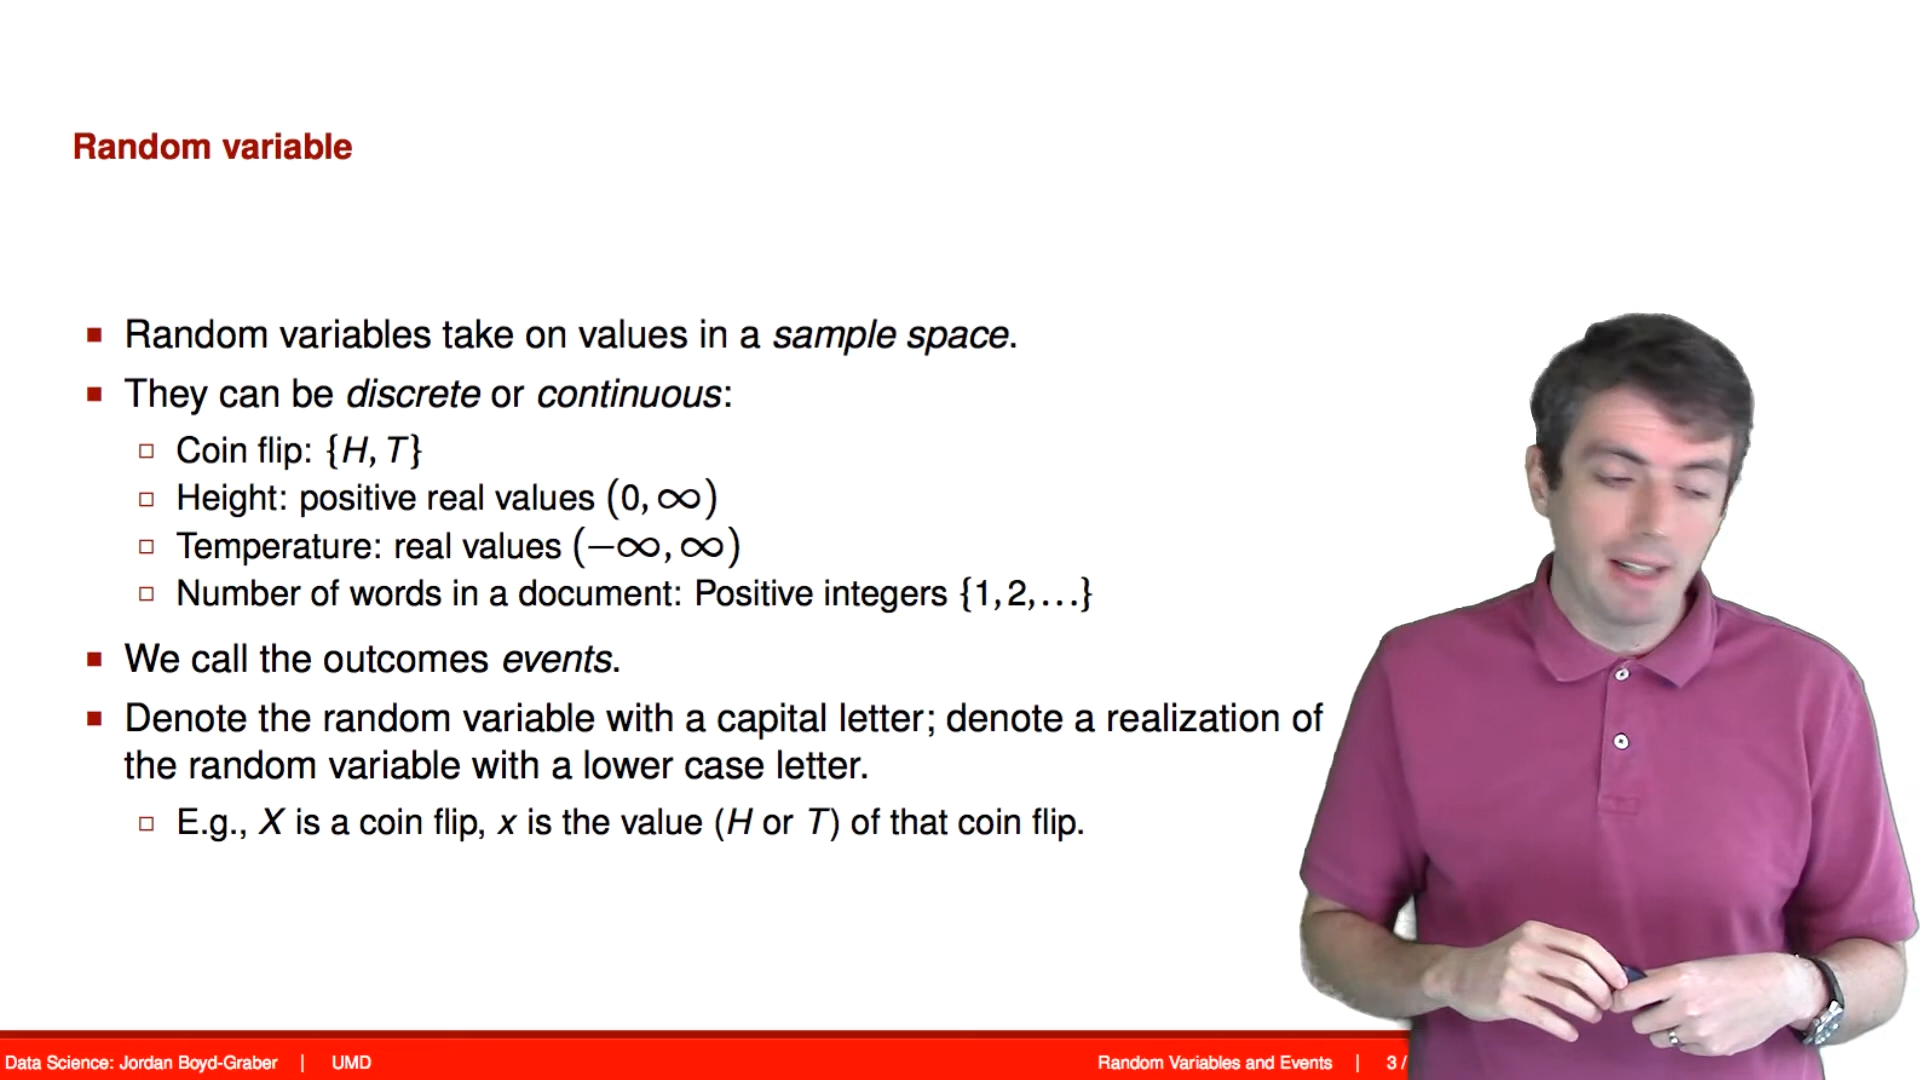 Random variable
Random variables take on values in a sample space.
They can be discrete or continuous:
Coin flip: {H, T}
Height: positive real values (0, ∞)
Temperature: real values (−∞, ∞)
Number of words in a document: Positive integers {1, 2, ...}
We call the outcomes events.
Denote the random variable with a capital letter; denote a realization of
the random variable with a lower case letter.
E.g., X is a coin flip, x is the value (H or T) of that coin flip.
Data Science: Jordan Boyd-Graber | UMD Random Variables and Events | 3 /